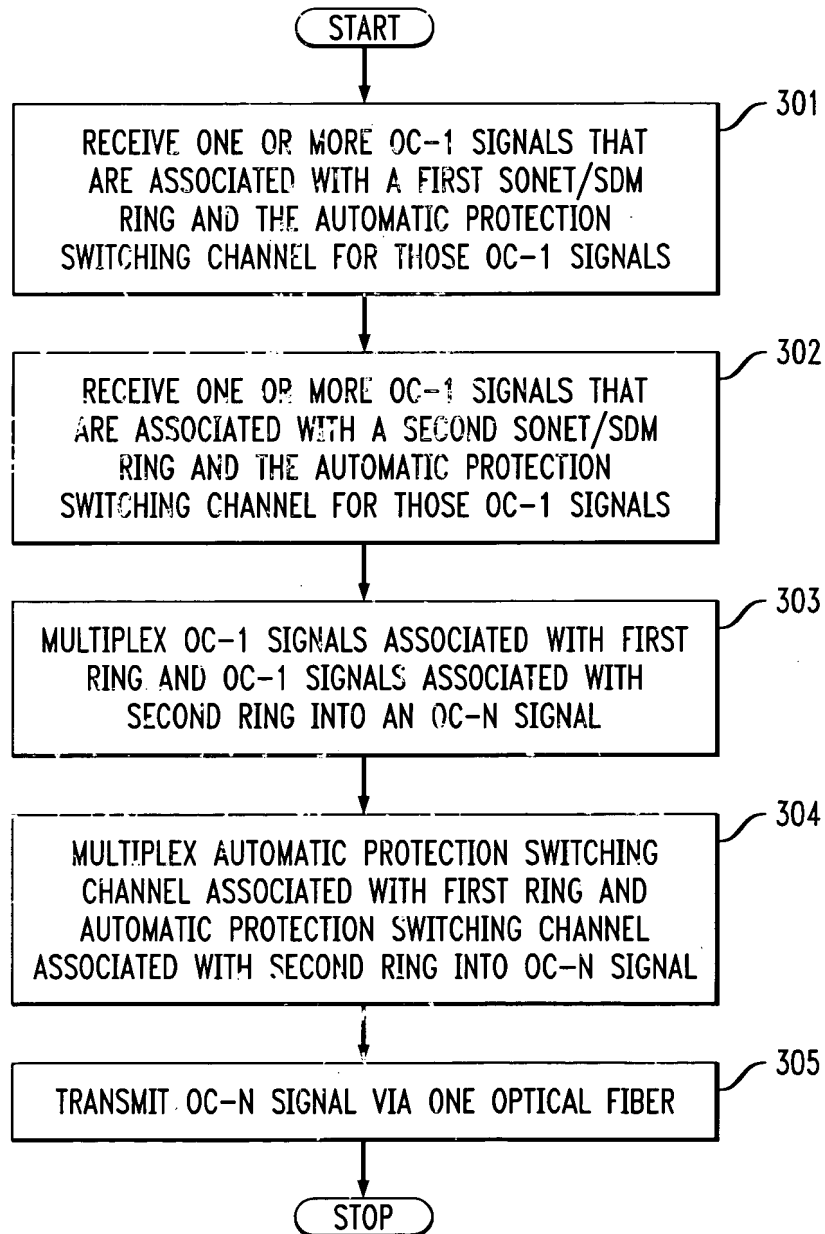 START
301
RECEIVE ONE OR MORE OC-1 SIGNALS THAT
ARE ASSOCIATED WITH A FIRST SONET/SDM
RING AND THE AUTOMATIC PROTECTION
SWITCHING CHANNEL FOR THOSE OC-1 SIGNALS
302
RECEIVE ONE OR MORE OC-1 SIGNALS THAT
ARE ASSOCIATED WITH A SECOND SONET/SDM
RING AND THE AUTOMATIC PROTECTION
SWITCHING CHANNEL FOR THOSE OC-1 SIGNALS
303
MULTIPLEX OC-1 SIGNALS ASSOCIATED WITH FIRST
RING AND OC-1 SIGNALS ASSOCIATED WITH
SECOND RING INTO AN OC-N SIGNAL
304
MULTIPLEX AUTOMATIC PROTECTION SWITCHING
CHANNEL ASSOCIATED WITH FIRST RING AND
AUTOMATIC PROTECTION SWITCHING CHANNEL
ASSOCIATED WITH SECOND RING INTO OC-N SIGNAL
305
TRANSMIT OC-N SIGNAL VIA ONE OPTICAL FIBER
STOP